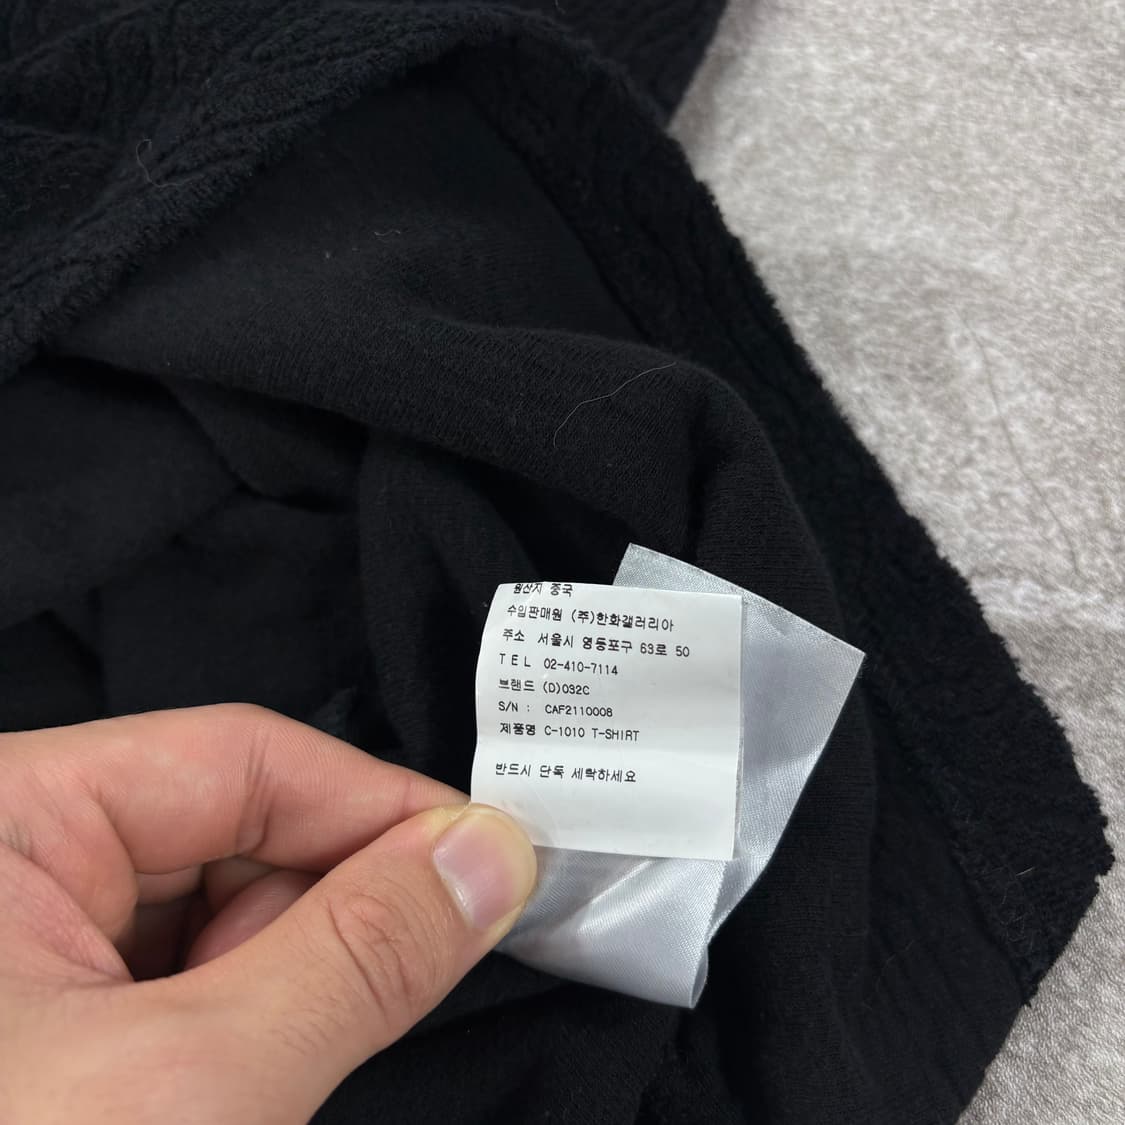 원산지 중국
수입판매원 (주)한화갤러리아
주소 서울시 영등포구 63로 50
TEL 02-410-7114
브랜드 (D)032C
S/N : CAF2110008
제품명 C-1010 T-SHIRT
반드시 단독 세탁하세요